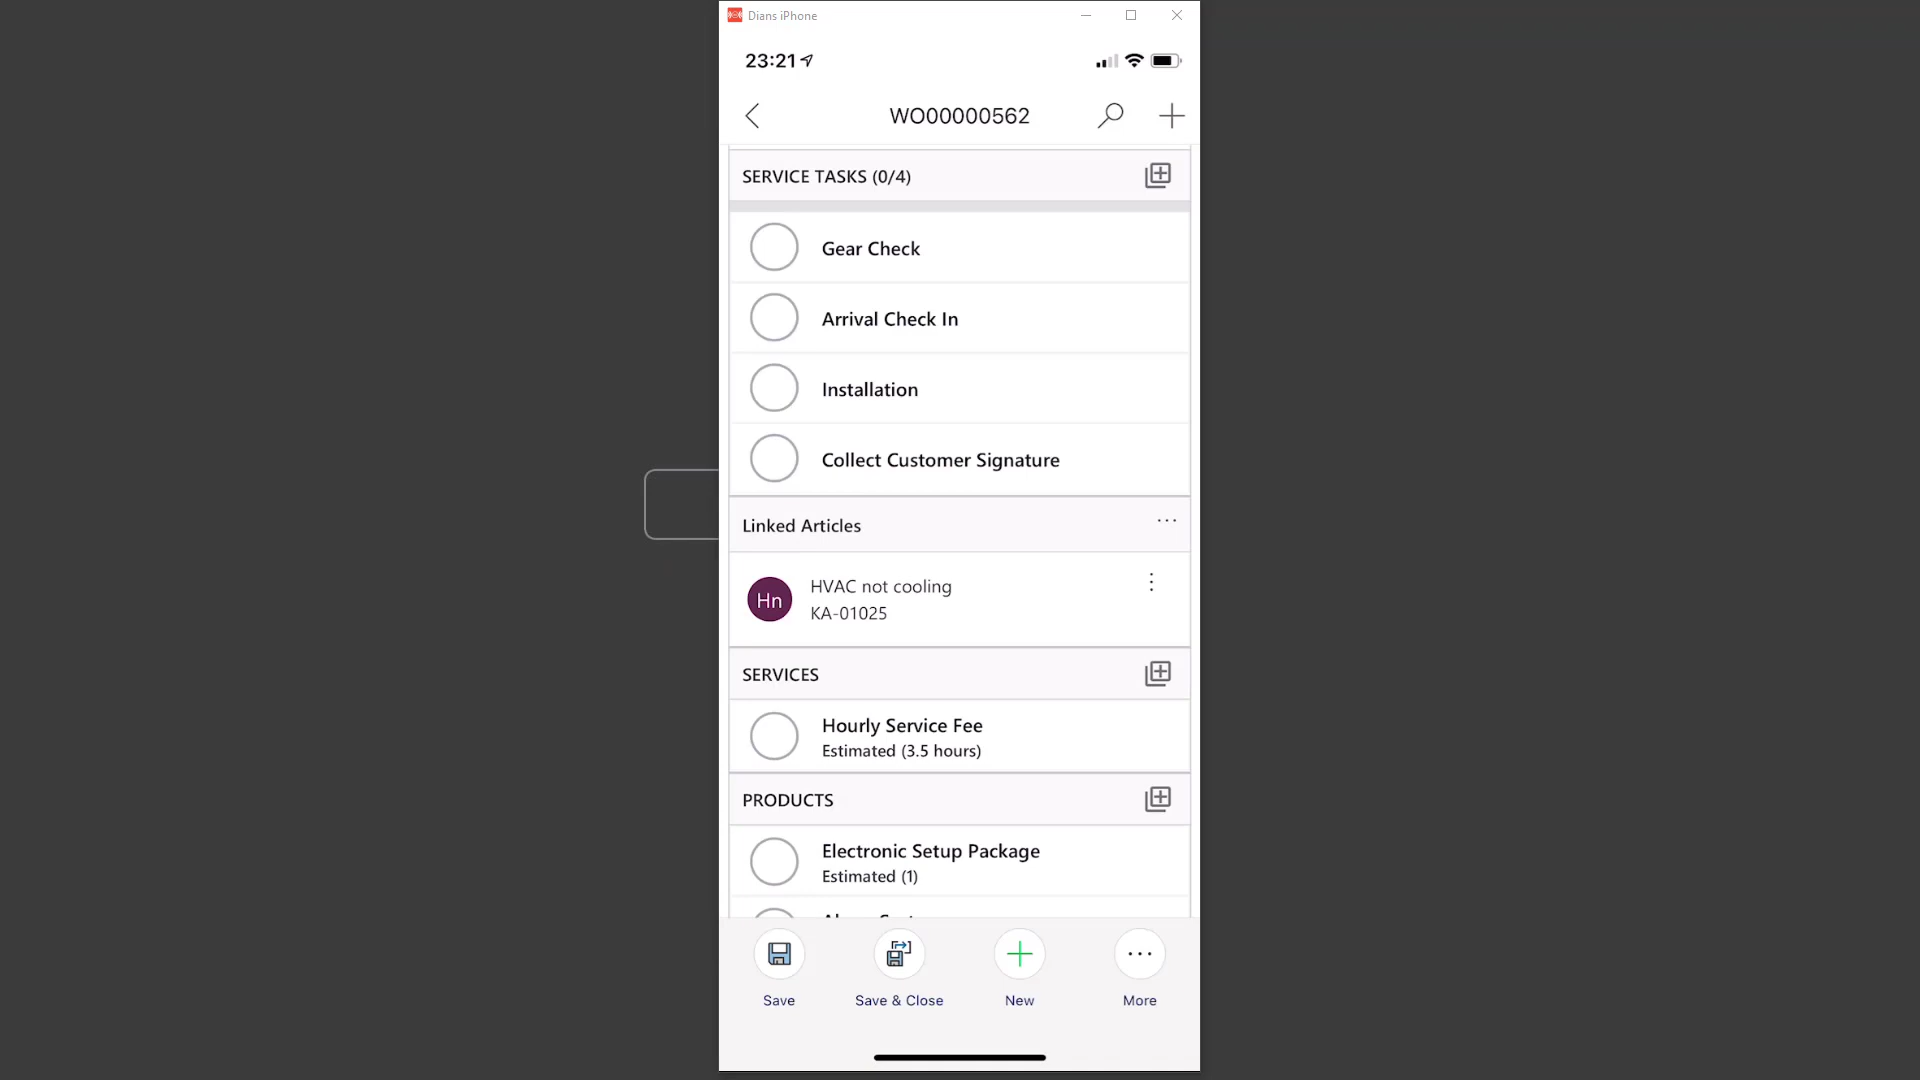 Dians iPhone
23:21
WO00000562
SERVICE TASKS (0/4)
Gear Check
Arrival Check In
Installation
Collect Customer Signature
Linked Articles
Hn
HVAC not cooling
KA-01025
SERVICES
Hourly Service Fee
Estimated (3.5 hours)
PRODUCTS
Electronic Setup Package
Estimated (1)
Save
Save & Close
New
More